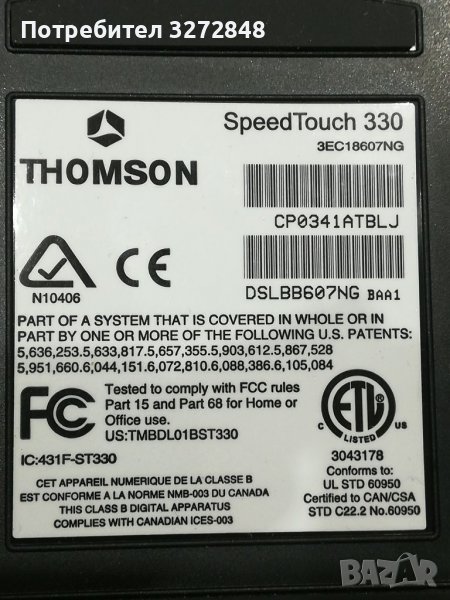 Потребител 3272848
SpeedTouch 330
3EC18607NG
THOMSON
CP0341ATBLJ
N10406
CE
DSLBB607NG BAA1
PART OF A SYSTEM THAT IS COVERED IN WHOLE OR IN
PART BY ONE OR MORE OF THE FOLLOWING U.S. PATENTS:
5,636,253.5,633,817.5,657,355.5,903,612.5,867,528
5,951,660.6,044,151.6,072,810.6,088,386.6,105,084
FC
Tested to comply with FCC rules
Part 15 and Part 68 for Home or
Office use.
US:TMBDL01BST330
IC:431F-ST330
C ETL US
LISTED
3043178
Conforms to:
UL STD 60950
Certified to CAN/CSA
STD C22.2 No.60950
CET APPAREIL NUMERIQUE DE LA CLASSE B
EST CONFORME A LA NORME NMB-003 DU CANADA
THIS CLASS B DIGITAL APPARATUS
COMPLIES WITH CANADIAN ICES-003
BAZAR